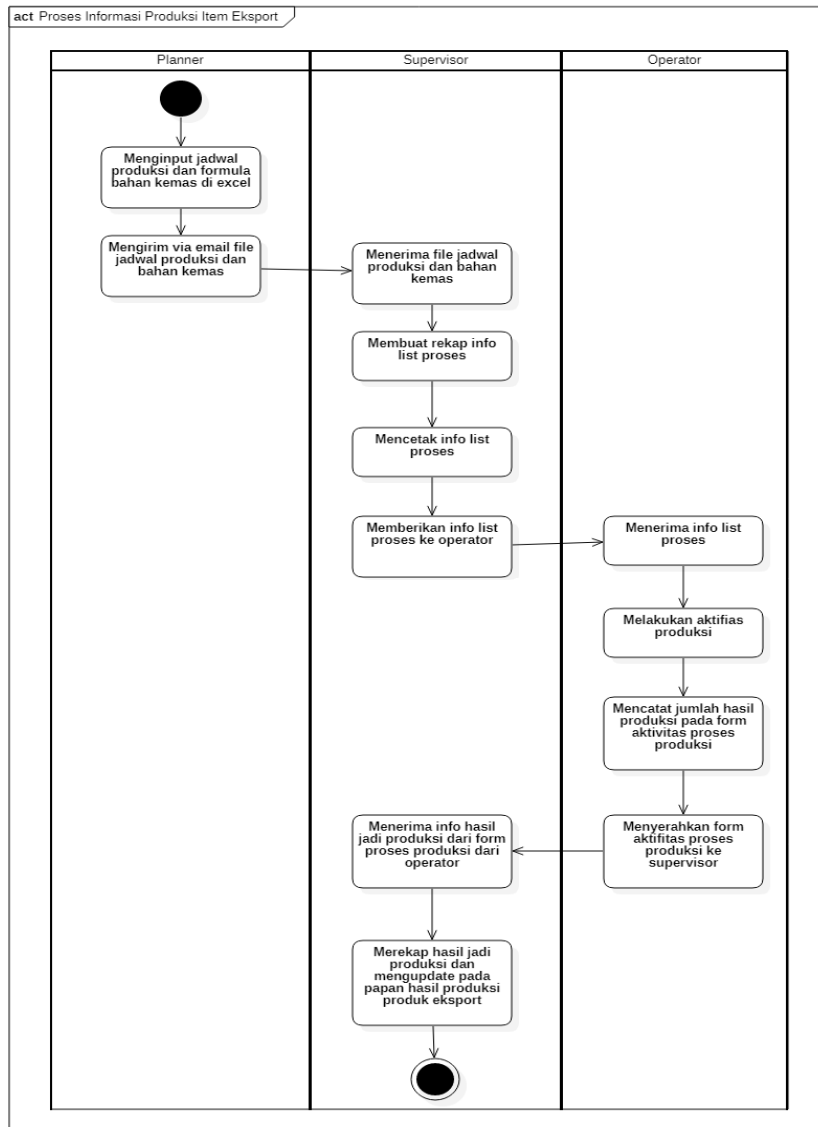 act Proses Informasi Produksi Item Eksport
Planner
Supervisor
Operator
Menginput jadwal
produksi dan formula
bahan kemas di excel
Mengirim via email file
jadwal produksi dan
bahan kemas
Menerima file jadwal
produksi dan bahan
kemas
Membuat rekap info
list proses
Mencetak info list
proses
Memberikan info list
proses ke operator
Menerima info list
proses
Melakukan aktifias
produksi
Mencatat jumlah hasil
produksi pada form
aktivitas proses
produksi
Menyerahkan form
aktifitas proses
produksi ke
supervisor
Menerima info hasil
jadi produksi dari form
proses produksi dari
operator
Merekap hasil jadi
produksi dan
mengupdate pada
papan hasil produksi
produk eksport